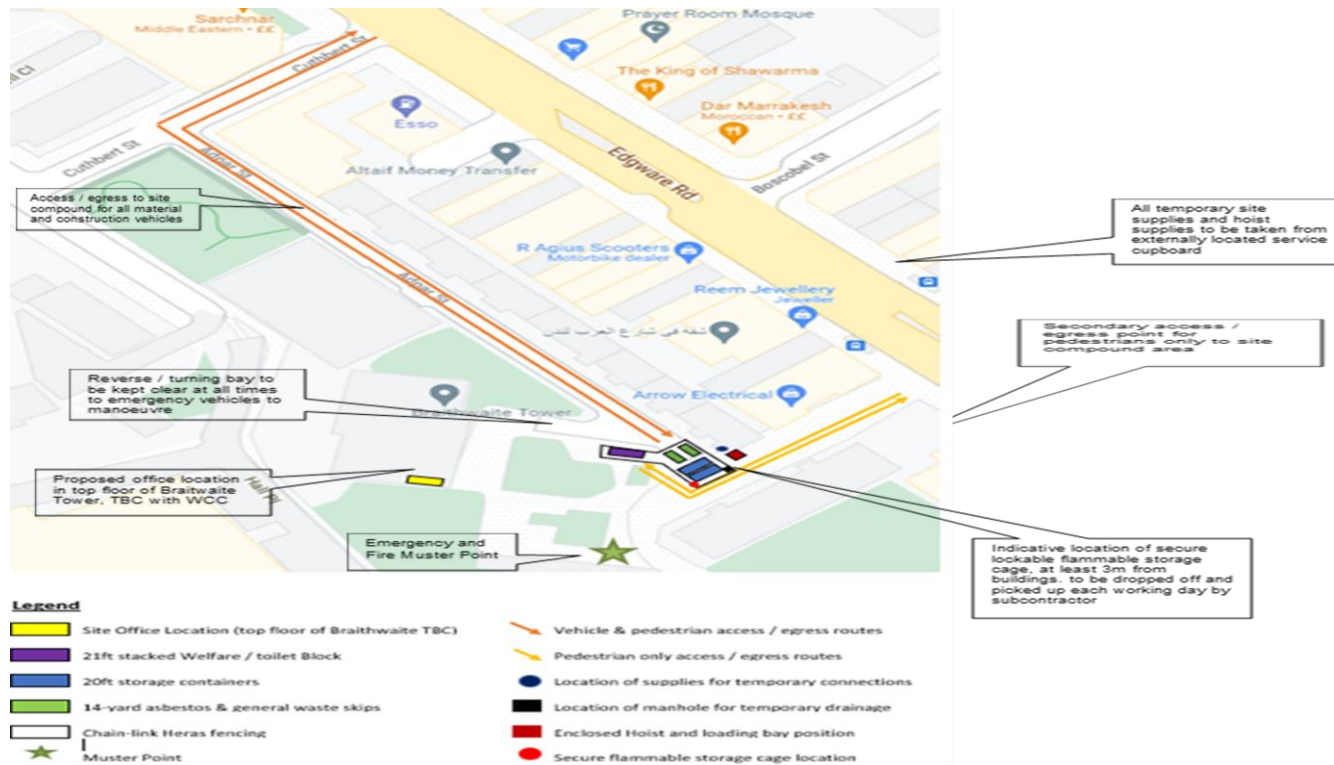 Sarchnar
Middle Eastern • ££
Prayer Room Mosque
Cuthbert St
The King of Shawarma
Esso
Dar Marrakesh
Moroccan • ££
Cuthbert St
Adpar St
Altaif Money Transfer
Edgware Rd
Boscobel St
Access / egress to site
compound for all material
and construction vehicles
All temporary site
supplies and hoist
supplies to be taken from
externally located service
cupboard
R Agius Scooters
Motorbike dealer
Adpar St
Reem Jewellery
Jeweller
Secondary access /
egress point for
pedestrians only to site
compound area
Reverse / turning bay to
be kept clear at all times
to emergency vehicles to
manoeuvre
Arrow Electrical
Braithwaite Tower
Proposed office location
in top floor of Braitwaite
Tower, TBC with WCC
Hall Pl
Emergency and
Fire Muster Point
Indicative location of secure
lockable flammable storage
cage, at least 3m from
buildings. to be dropped off and
picked up each working day by
subcontractor
Legend
Site Office Location (top floor of Braithwaite TBC)
21ft stacked Welfare / toilet Block
20ft storage containers
14-yard asbestos & general waste skips
Chain-link Heras fencing
Muster Point
Vehicle & pedestrian access / egress routes
Pedestrian only access / egress routes
Location of supplies for temporary connections
Location of manhole for temporary drainage
Enclosed Hoist and loading bay position
Secure flammable storage cage location